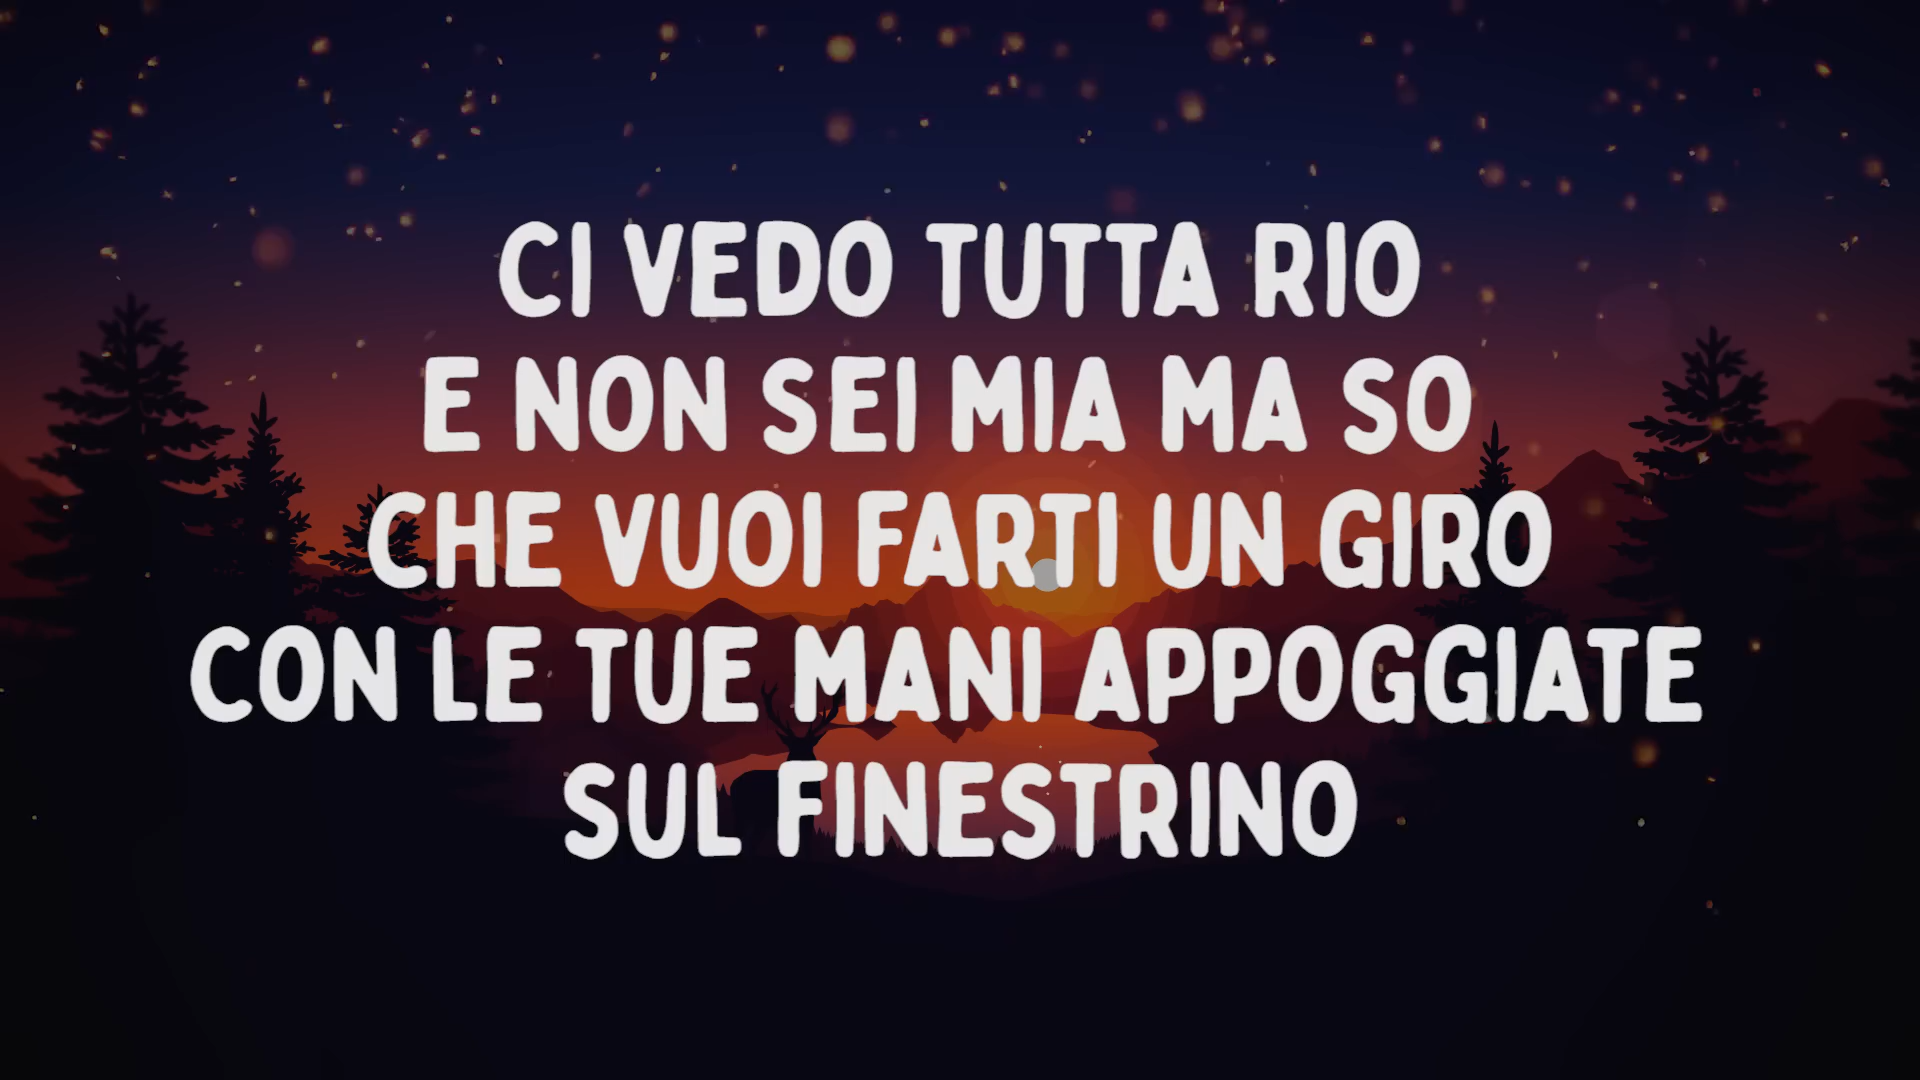 CI VEDO TUTTA RIO
E NON SEI MIA MA SO
CHE VUOI FARTI UN GIRO
CON LE TUE MANI APPOGGIATE
SUL FINESTRINO